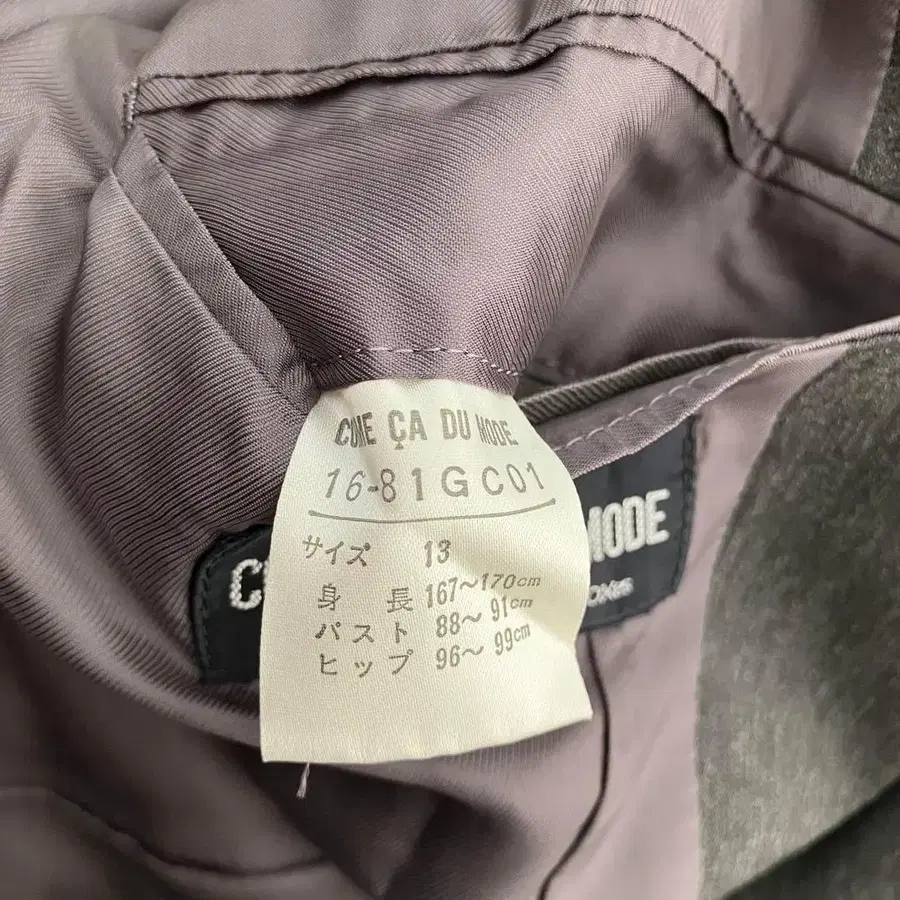 COME ÇA DU MODE.
16-81GC01
サイズ 13
身長 167〜170cm
バスト 88〜91cm
ヒップ 96〜99cm
MODE